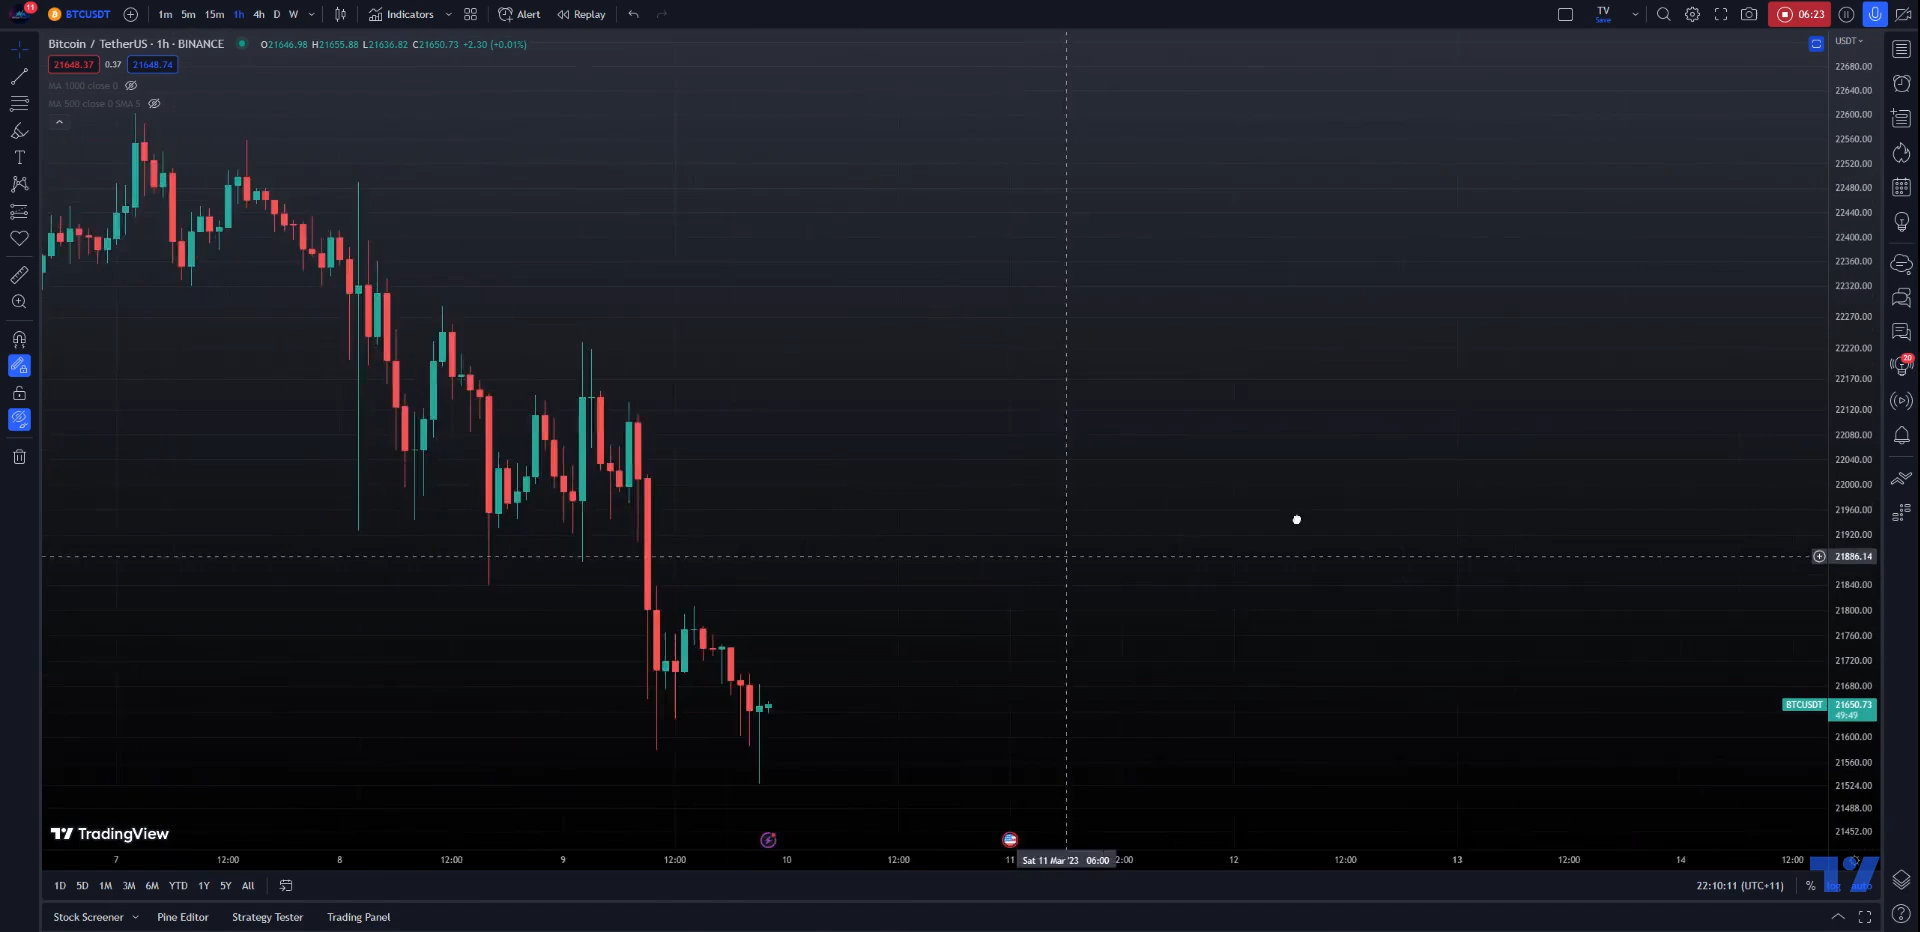 11
BTCUSDT
1m 5m 15m 1h 4h D W
Indicators
Alert
Replay
TV
Save
06:23
Bitcoin / TetherUS · 1h · BINANCE
O21646.98 H21655.88 L21636.82 C21650.73 +2.30 (+0.01%)
USDT
21648.37 0.37 21648.74
MA 1000 close 0
MA 500 close 0 SMA 5
22680.00
22640.00
22600.00
22560.00
22520.00
22480.00
22440.00
22400.00
22360.00
22320.00
22270.00
22220.00
20
22170.00
22120.00
22080.00
22040.00
22000.00
21960.00
21920.00
21886.14
21840.00
21800.00
21760.00
21720.00
21680.00
BTCUSDT 21650.73
49:49
21600.00
21560.00
21524.00
21488.00
21452.00
TradingView
7 12:00 8 12:00 9 12:00 10 12:00 11 Sat 11 Mar '23 06:00 2:00 12 12:00 13 12:00 14 12:00
1D 5D 1M 3M 6M YTD 1Y 5Y All
22:10:11 (UTC+11) % log auto
Stock Screener Pine Editor Strategy Tester Trading Panel